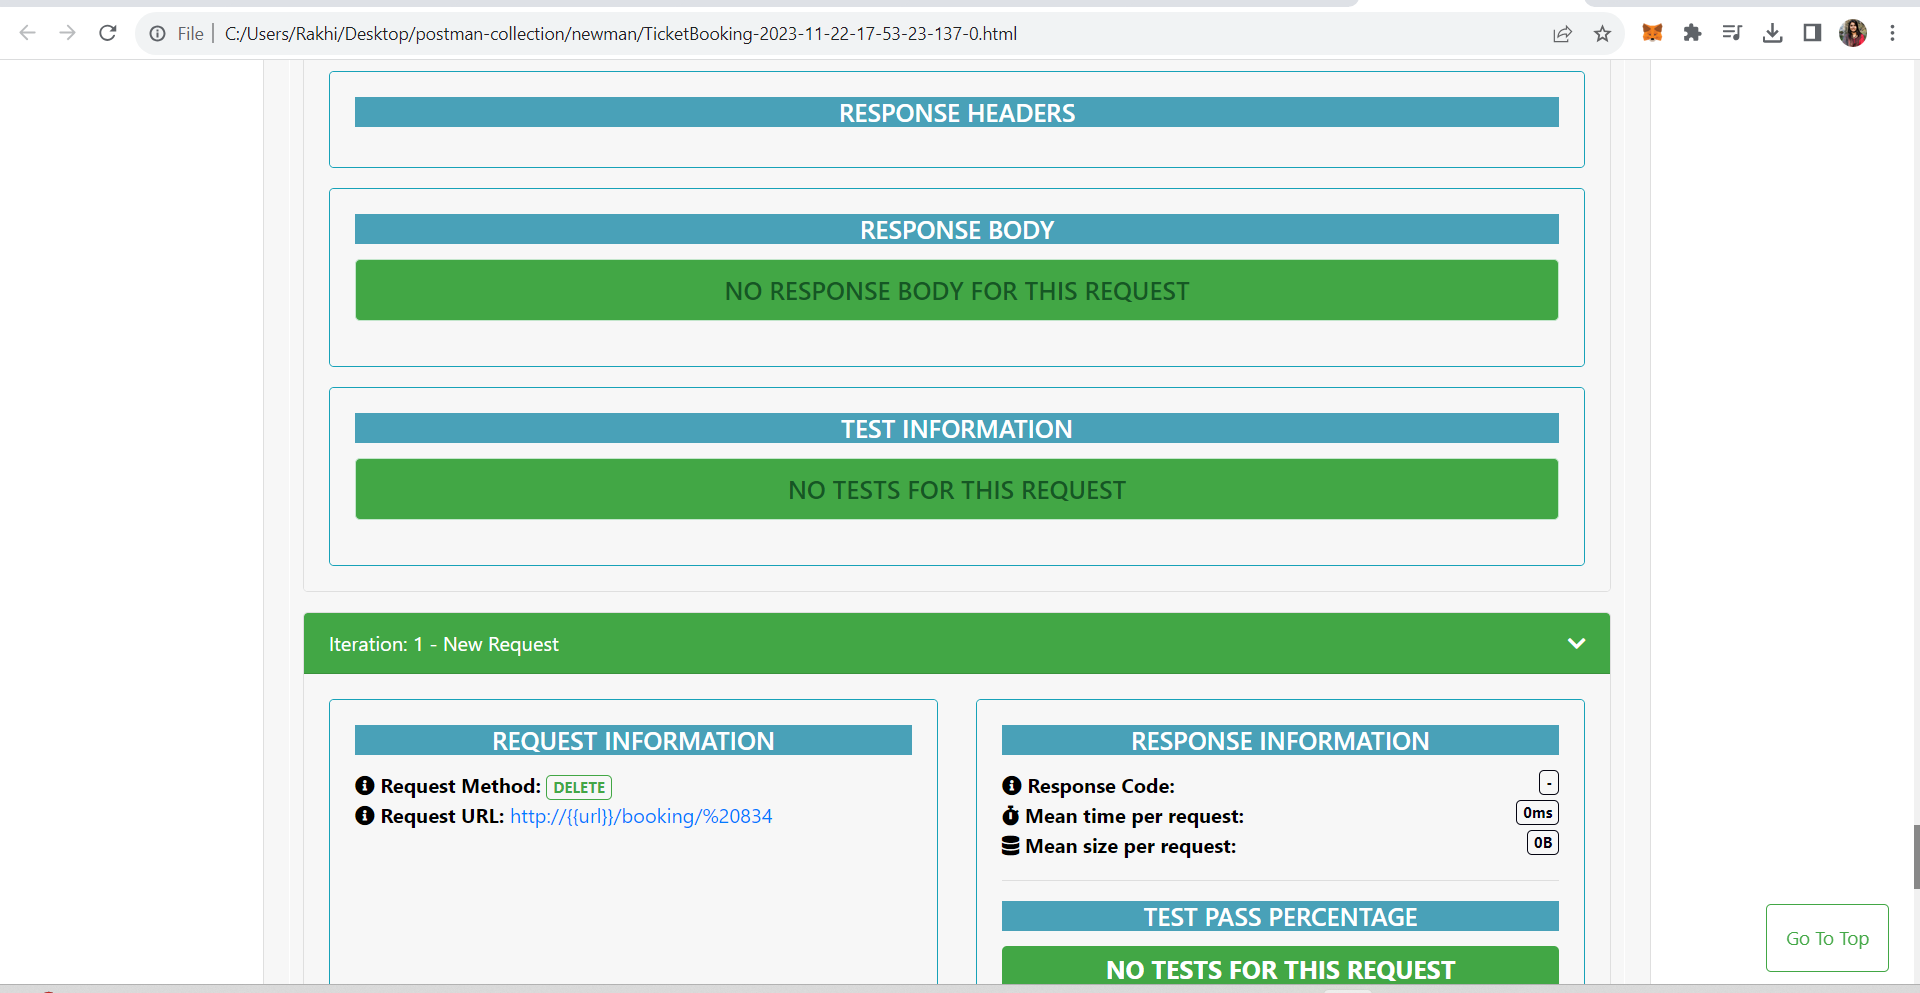 File C:/Users/Rakhi/Desktop/postman-collection/newman/TicketBooking-2023-11-22-17-53-23-137-0.html
RESPONSE HEADERS
RESPONSE BODY
NO RESPONSE BODY FOR THIS REQUEST
TEST INFORMATION
NO TESTS FOR THIS REQUEST
Iteration: 1 - New Request
REQUEST INFORMATION
Request Method: DELETE
Request URL: http://{{url}}/booking/%20834
RESPONSE INFORMATION
Response Code: -
Mean time per request: 0ms
Mean size per request: 0B
TEST PASS PERCENTAGE
NO TESTS FOR THIS REQUEST
Go To Top